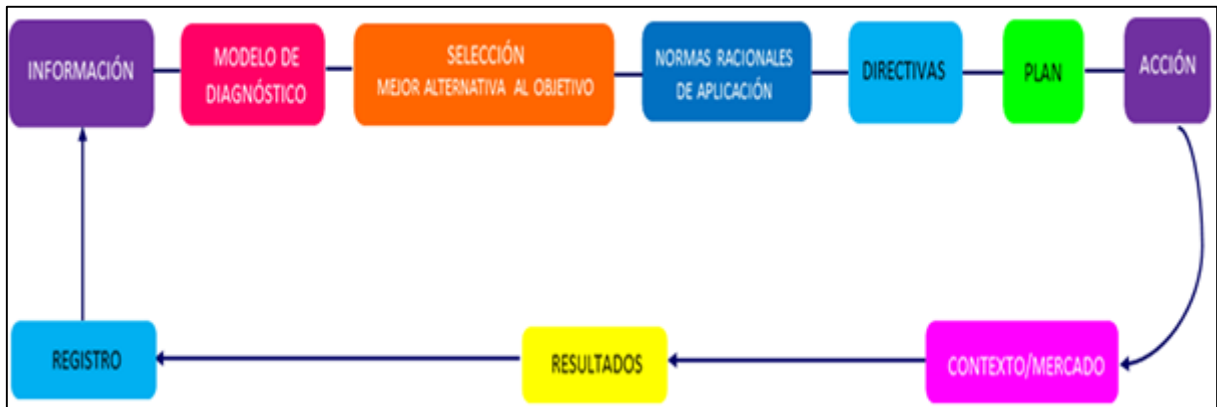 INFORMACIÓN
MODELO DE
DIAGNÓSTICO
SELECCIÓN
MEJOR ALTERNATIVA AL OBJETIVO
NORMAS RACIONALES
DE APLICACIÓN
DIRECTIVAS
PLAN
ACCIÓN
REGISTRO
RESULTADOS
CONTEXTO/MERCADO